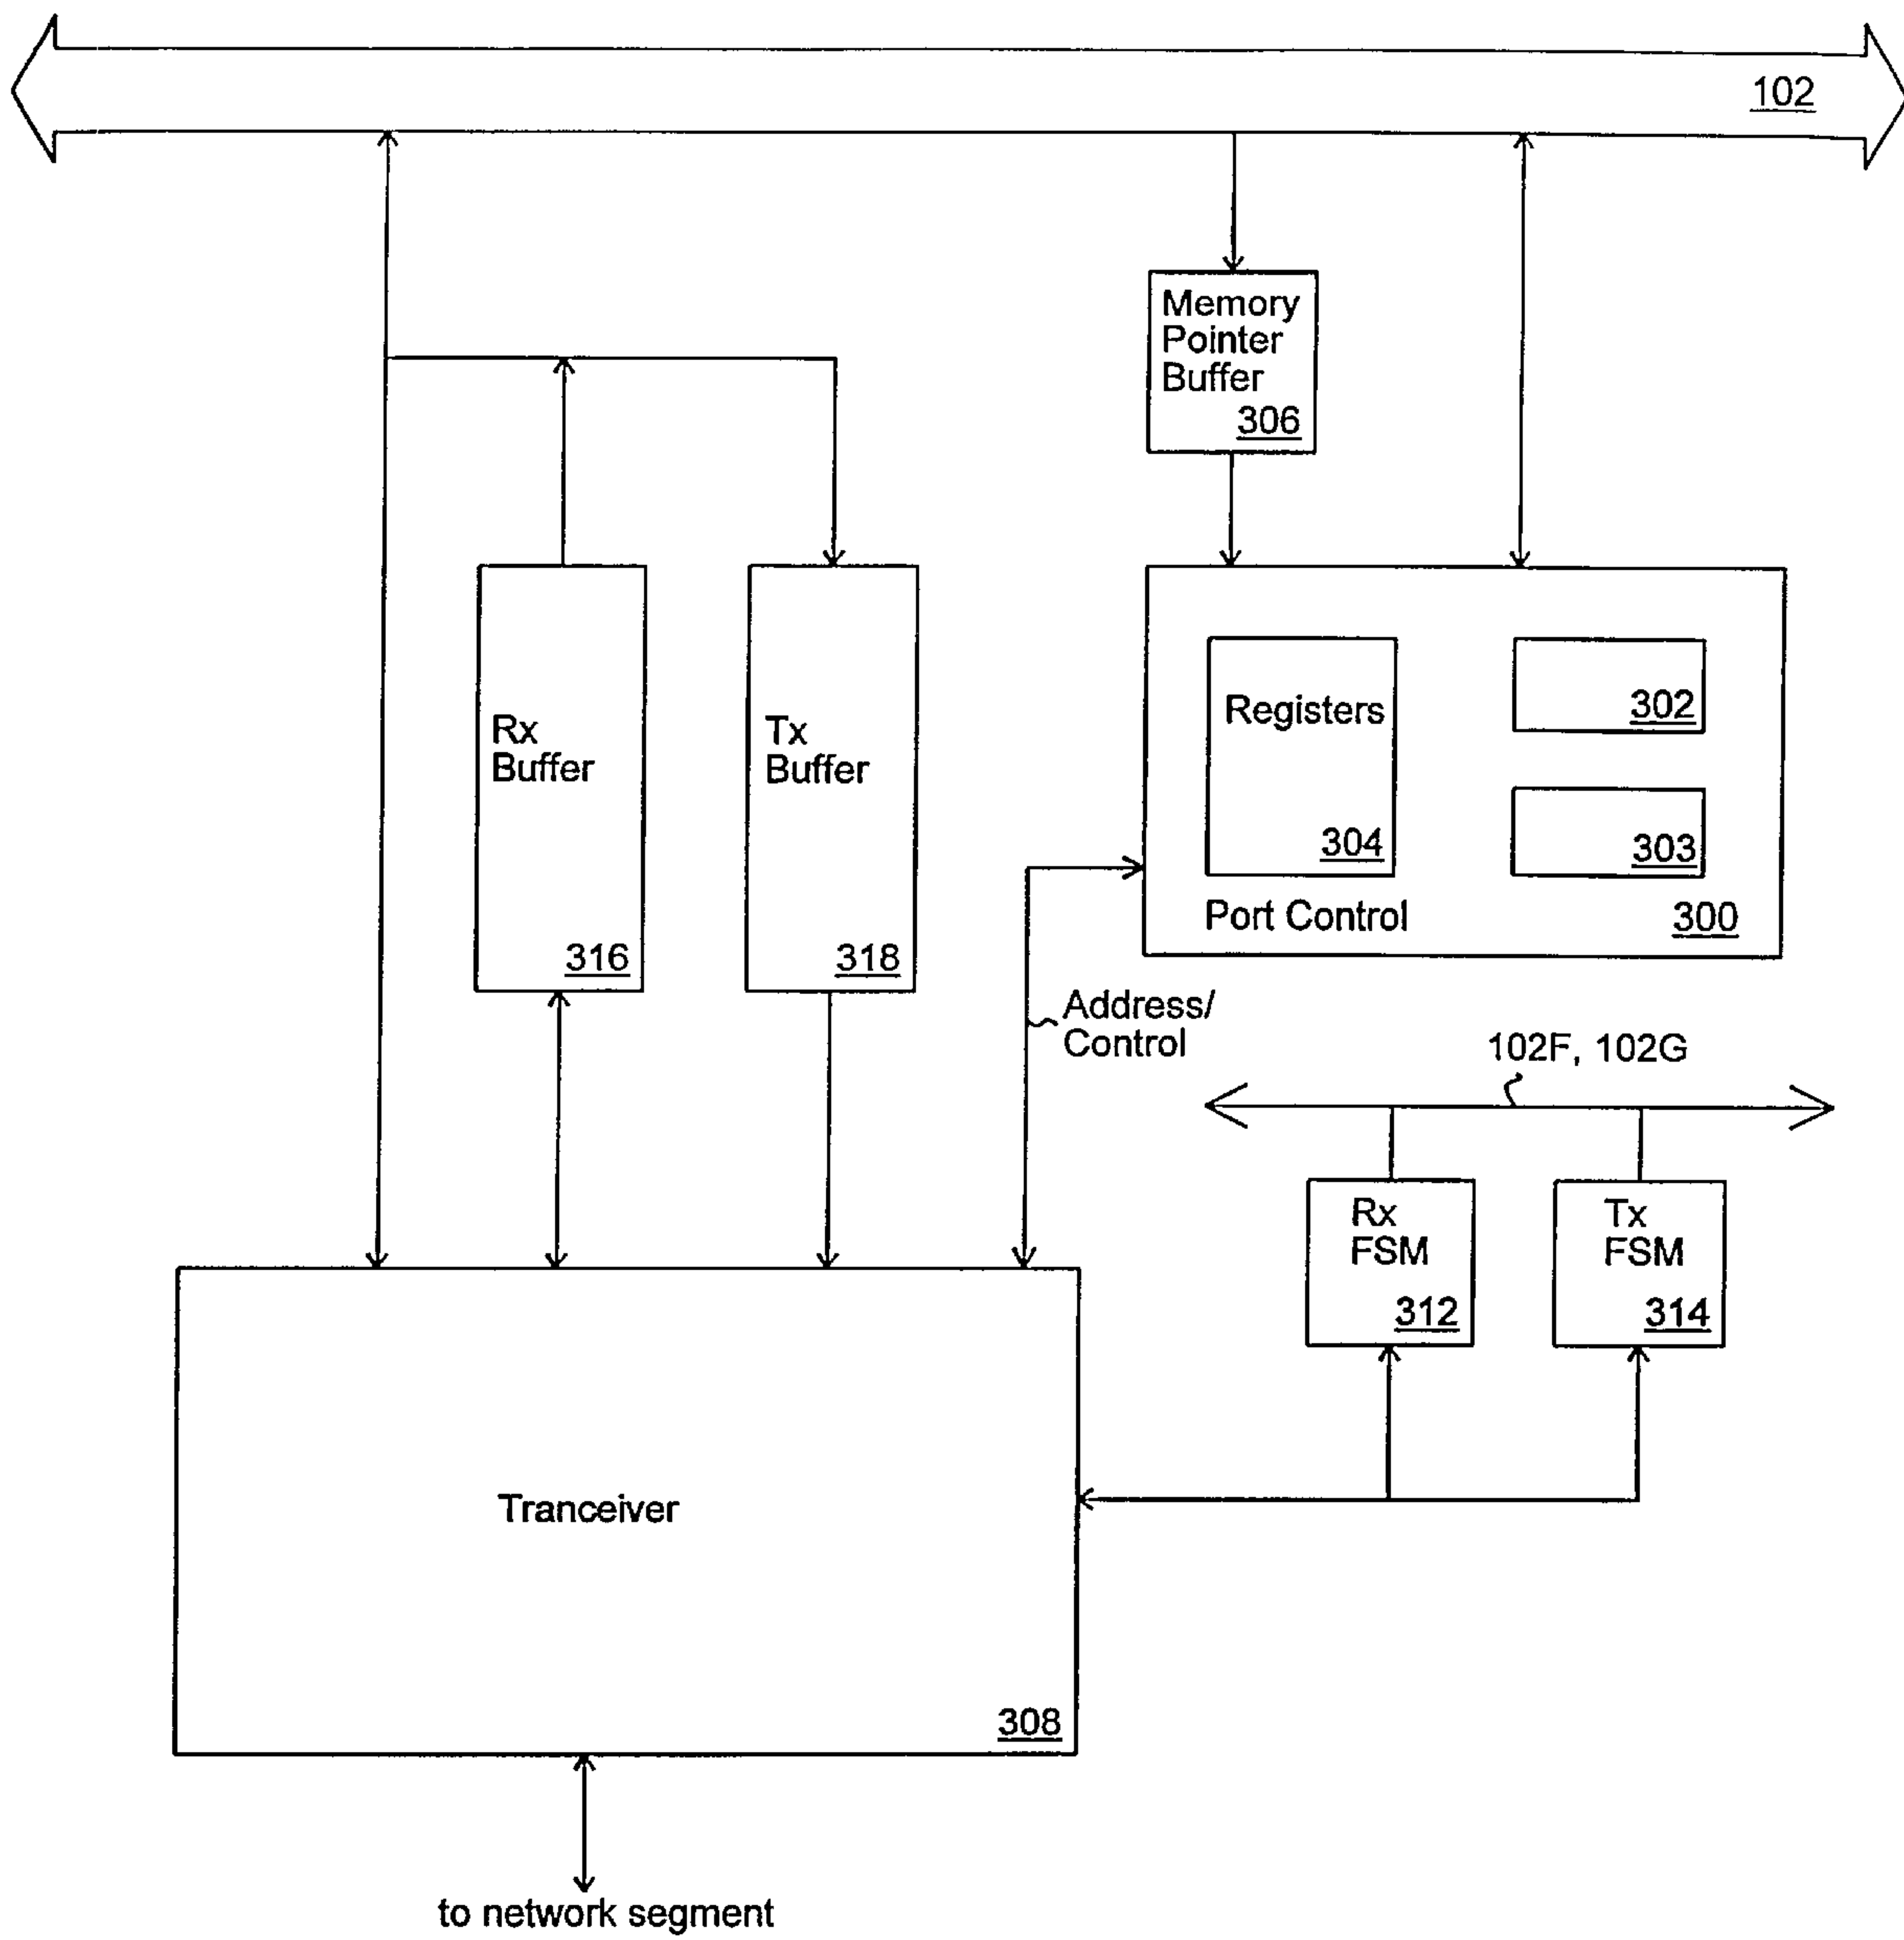 102
Memory
Pointer
Buffer
306
Rx
Buffer
316
Tx
Buffer
318
Registers
304
302
303
Port Control
300
Address/
Control
102F, 102G
Rx
FSM
312
Tx
FSM
314
Tranceiver
308
to network segment